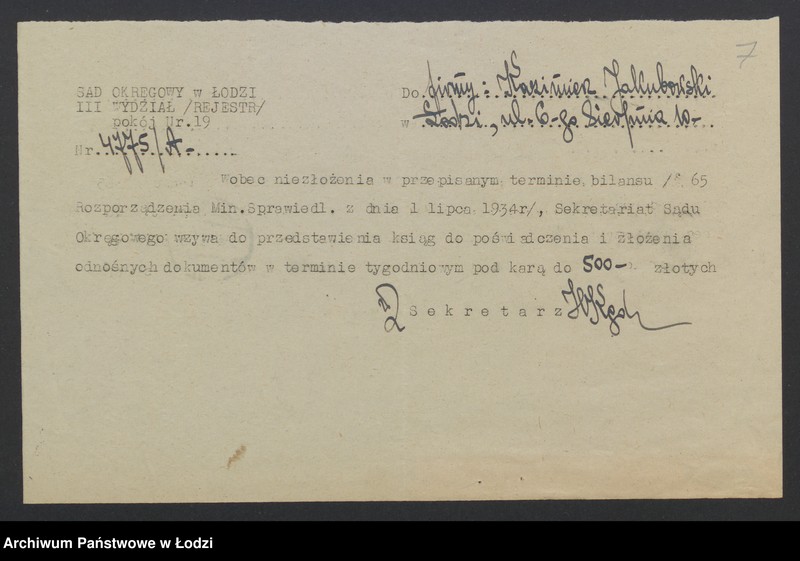 7
SAD OKRĘGOWY w ŁODZI
III WYDZIAŁ /REJESTR/
pokój Nr.19
Nr. 4775/A-
Do firmy: Kazimierz Jakubowski
w Łodzi, ul. 6-go Sierpnia 10-
Wobec niezłożenia w przepisanym terminie bilansu /§ 65
Rozporządzenia Min.Sprawiedl. z dnia 1 lipca 1934r/, Sekretariat Sądu
Okręgowego wzywa do przedstawienia ksiąg do poświadczenia i złożenia
odnośnych dokumentów w terminie tygodniowym pod karą do 500- złotych
Sekretarz
Archiwum Państwowe w Łodzi